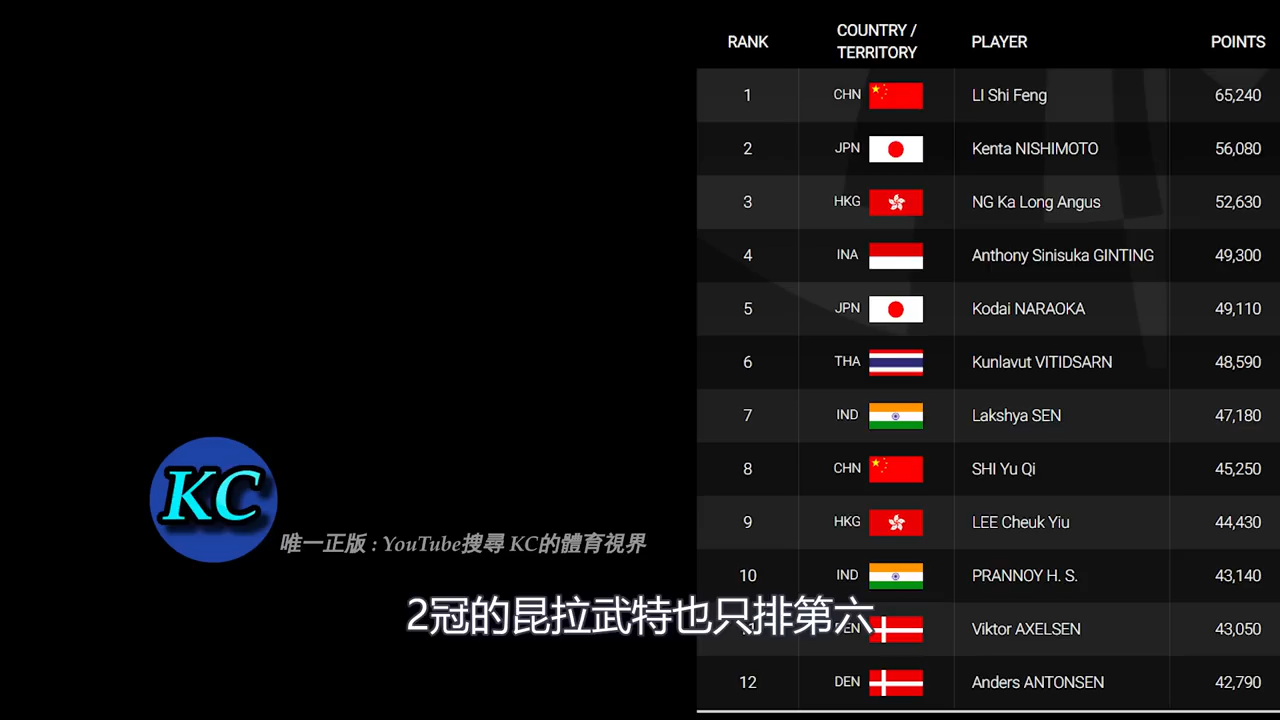 RANK COUNTRY / TERRITORY PLAYER POINTS
1 CHN LI Shi Feng 65,240
2 JPN Kenta NISHIMOTO 56,080
3 HKG NG Ka Long Angus 52,630
4 INA Anthony Sinisuka GINTING 49,300
5 JPN Kodai NARAOKA 49,110
6 THA Kunlavut VITIDSARN 48,590
7 IND Lakshya SEN 47,180
8 CHN SHI Yu Qi 45,250
9 HKG LEE Cheuk Yiu 44,430
10 IND PRANNOY H. S. 43,140
Viktor AXELSEN 43,050
12 DEN Anders ANTONSEN 42,790
KC
唯一正版 : YouTube搜尋 KC的體育視界
2冠的昆拉武特也只排第六